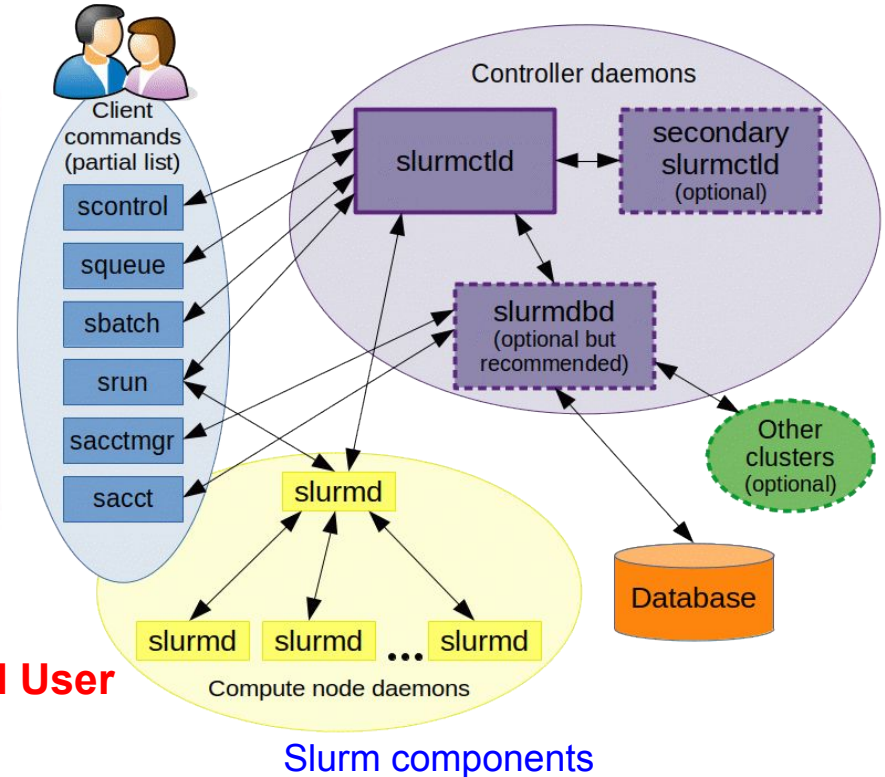 Client
commands
(partial list)
scontrol
squeue
sbatch
srun
sacctmgr
sacct
Controller daemons
slurmctld
secondary
slurmctld
(optional)
slurmdbd
(optional but
recommended)
Other
clusters
(optional)
Database
slurmd
slurmd
slurmd
...
slurmd
Compute node daemons
User
Slurm components